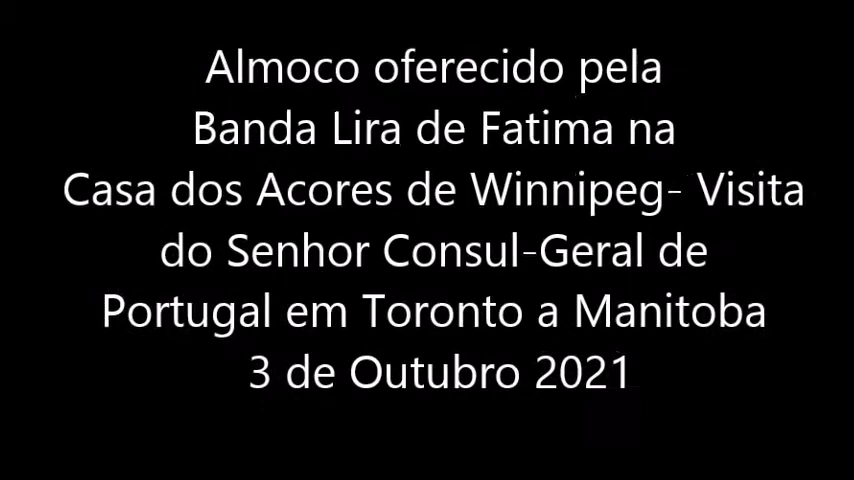 Almoco oferecido pela
Banda Lira de Fatima na
Casa dos Acores de Winnipeg- Visita
do Senhor Consul-Geral de
Portugal em Toronto a Manitoba
3 de Outubro 2021